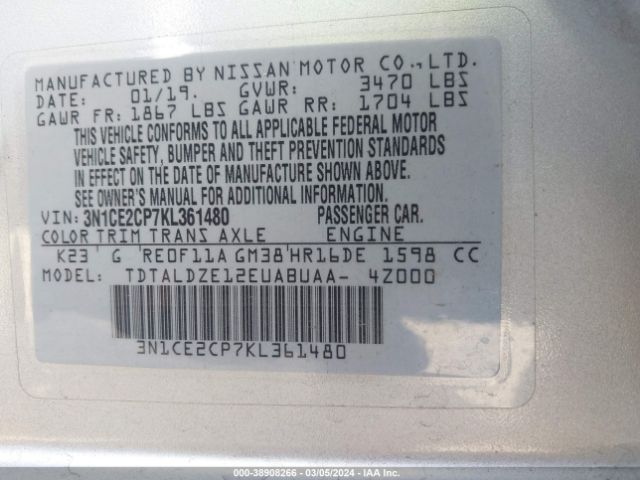 MANUFACTURED BY NISSAN MOTOR CO., LTD.
DATE: 01/19. GVWR: 3470 LBS
GAWR FR: 1867 LBS GAWR RR: 1704 LBS
THIS VEHICLE CONFORMS TO ALL APPLICABLE FEDERAL MOTOR
VEHICLE SAFETY, BUMPER AND THEFT PREVENTION STANDARDS
IN EFFECT ON THE DATE OF MANUFACTURE SHOWN ABOVE.
SEE OWNER'S MANUAL FOR ADDITIONAL INFORMATION.
VIN: 3N1CE2CP7KL361480 PASSENGER CAR.
COLOR TRIM TRANS AXLE ENGINE
K23 G RE0F11A GM38 HR16DE 1598 CC
MODEL: TDTALDZE12EUABUAA- 4Z000
3N1CE2CP7KL361480
000-38908266 - 03/05/2024 - IAA Inc.